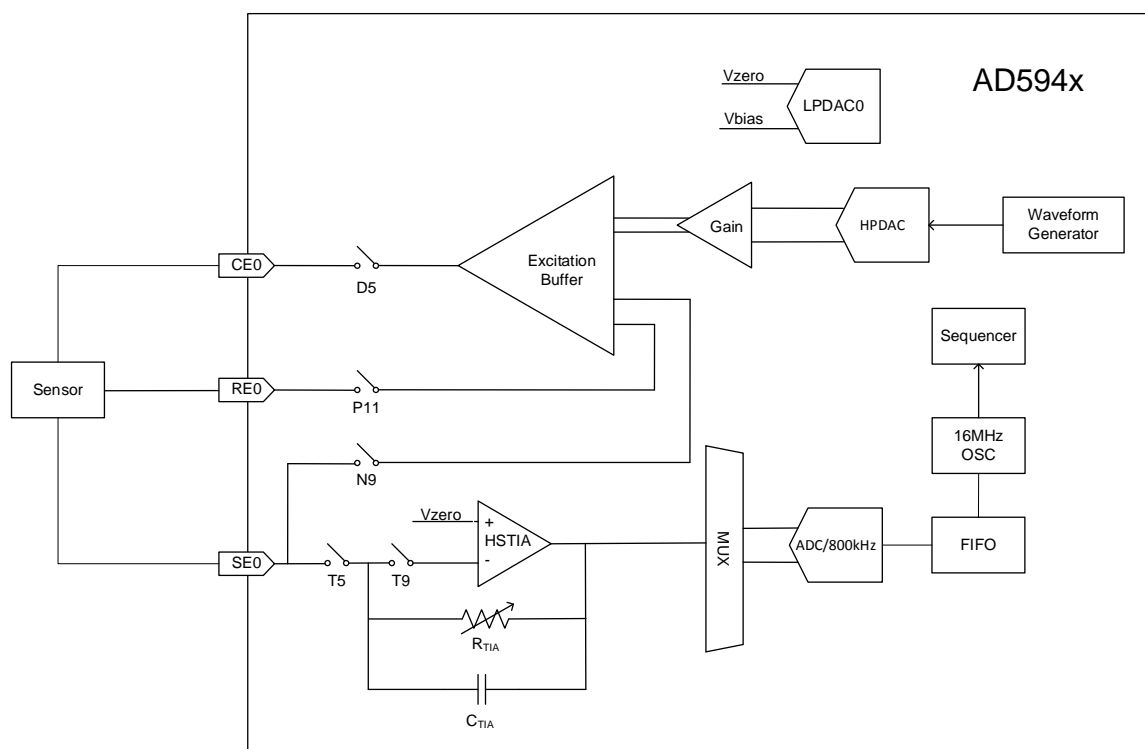 AD594x
Vzero
LPDAC0
Vbias
Gain
HPDAC
Waveform
Generator
CE0
D5
Excitation
Buffer
Sequencer
Sensor
RE0
P11
16MHz
OSC
N9
Vzero
+
HSTIA
-
MUX
ADC/800kHz
FIFO
SE0
T5
T9
RTIA
CTIA